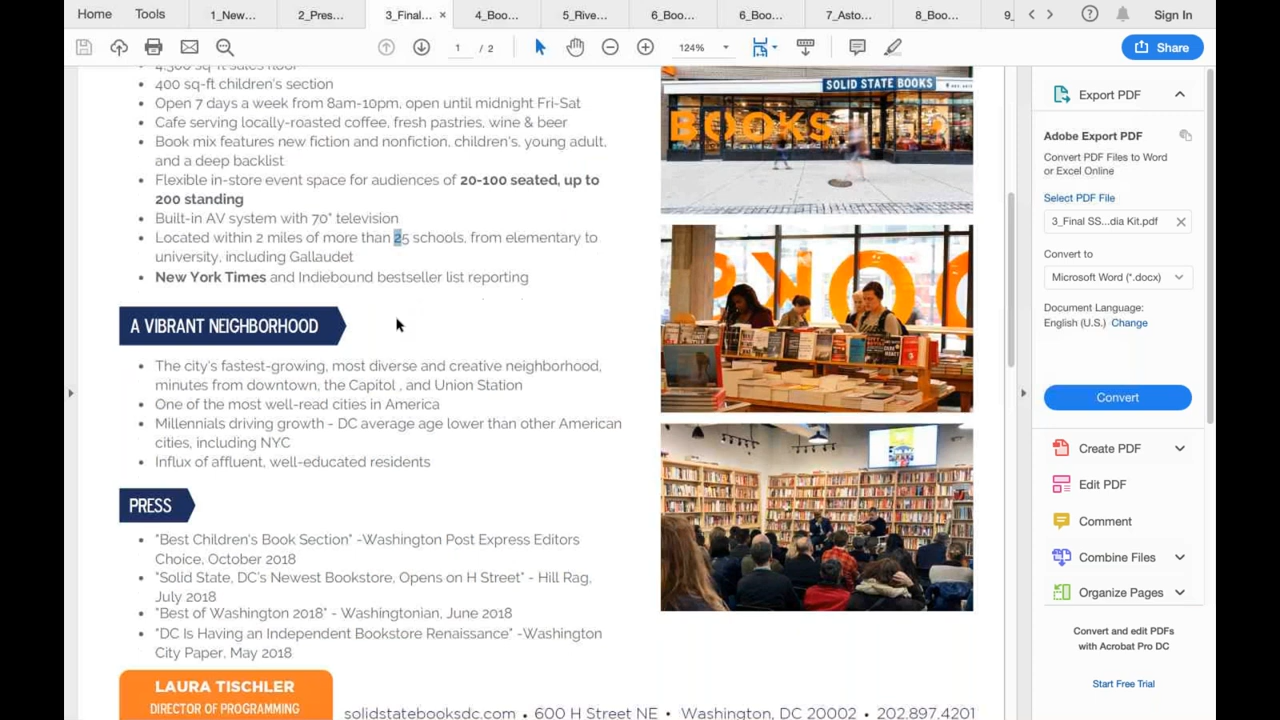 Home Tools 1_New... 2_Pres... 3_Final... × 4_Boo... 5_Rive... 6_Boo... 6_Boo... 7_Asto... 8_Boo... 9_ Sign In
1 / 2 124% Share
4,300 sq-ft sales floor
400 sq-ft children's section
Open 7 days a week from 8am-10pm, open until midnight Fri-Sat
Cafe serving locally-roasted coffee, fresh pastries, wine & beer
Book mix features new fiction and nonfiction, children's, young adult,
and a deep backlist
Flexible in-store event space for audiences of 20-100 seated, up to
200 standing
Built-in AV system with 70" television
Located within 2 miles of more than 25 schools, from elementary to
university, including Gallaudet
New York Times and Indiebound bestseller list reporting
A VIBRANT NEIGHBORHOOD
The city's fastest-growing, most diverse and creative neighborhood,
minutes from downtown, the Capitol , and Union Station
One of the most well-read cities in America
Millennials driving growth - DC average age lower than other American
cities, including NYC
Influx of affluent, well-educated residents
PRESS
"Best Children's Book Section" -Washington Post Express Editors
Choice, October 2018
"Solid State, DC's Newest Bookstore, Opens on H Street" - Hill Rag,
July 2018
"Best of Washington 2018" - Washingtonian, June 2018
"DC Is Having an Independent Bookstore Renaissance" -Washington
City Paper, May 2018
LAURA TISCHLER
DIRECTOR OF PROGRAMMING
solidstatebooksdc.com • 600 H Street NE • Washington, DC 20002 • 202.897.4201
SOLID STATE BOOKS
BOOKS
Export PDF
Adobe Export PDF
Convert PDF Files to Word
or Excel Online
Select PDF File
3_Final SS...dia Kit.pdf
Convert to
Microsoft Word (*.docx)
Document Language:
English (U.S.) Change
Convert
Create PDF
Edit PDF
Comment
Combine Files
Organize Pages
Convert and edit PDFs
with Acrobat Pro DC
Start Free Trial